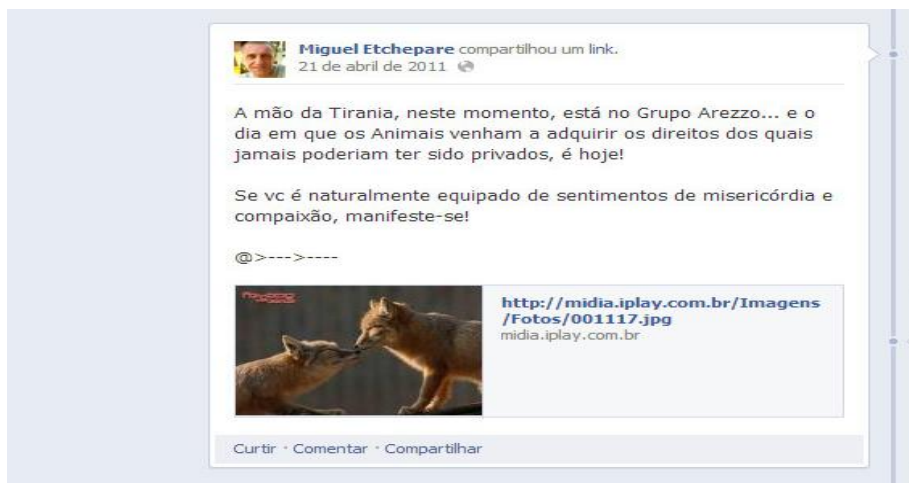 Miguel Etchepare compartilhou um link.
21 de abril de 2011
A mão da Tirania, neste momento, está no Grupo Arezzo... e o
dia em que os Animais venham a adquirir os direitos dos quais
jamais poderiam ter sido privados, é hoje!
Se vc é naturalmente equipado de sentimentos de misericórdia e
compaixão, manifeste-se!
@>--->----
http://midia.iplay.com.br/Imagens
/Fotos/001117.jpg
midia.iplay.com.br
Curtir · Comentar · Compartilhar